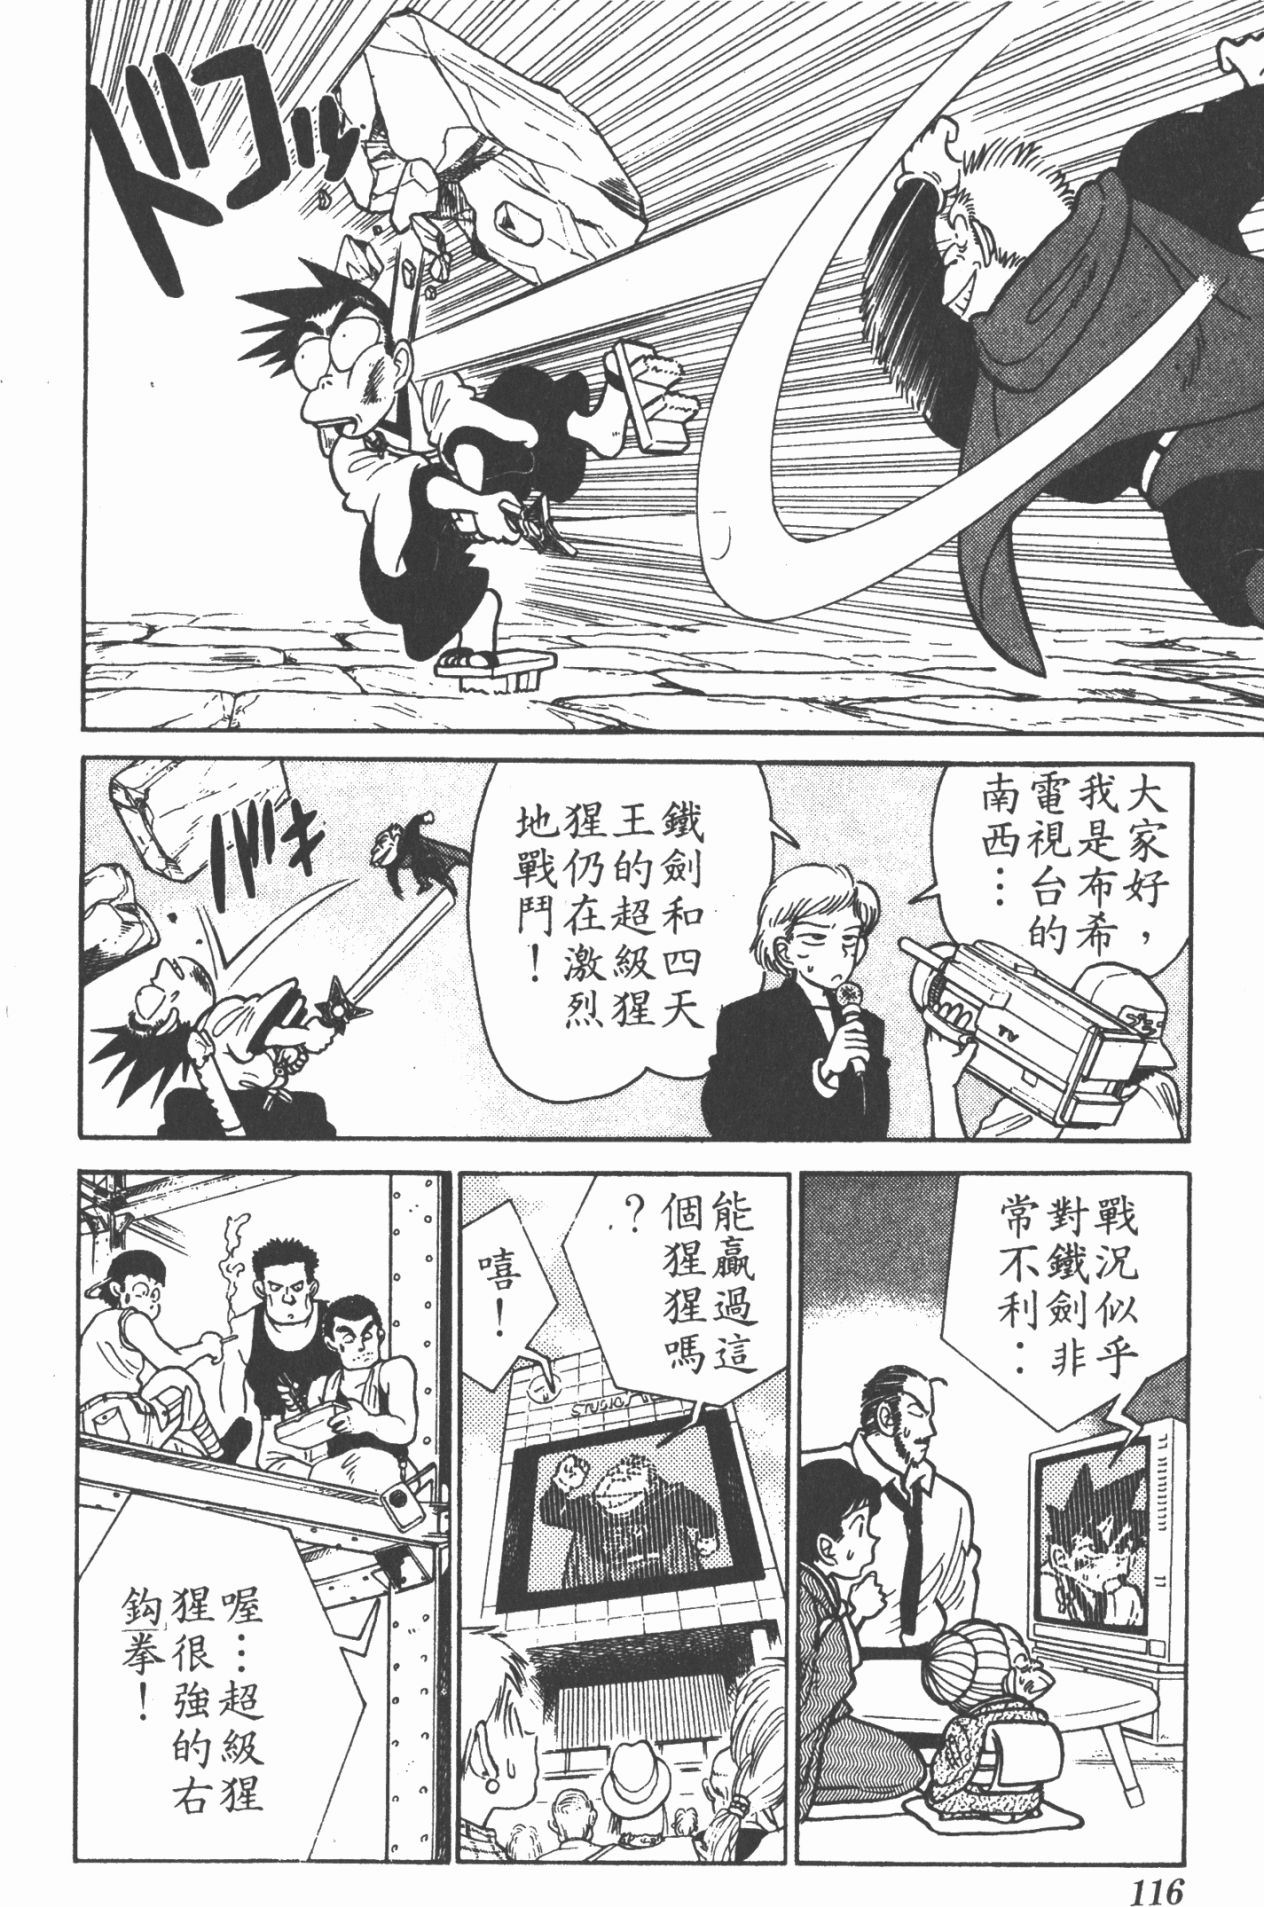 ドコッ
大家好，
我是布希
電視台的
南西…
TV
鐵劍和四天
王的超級猩
猩仍在激烈
地戰鬥！
バキ
戰況似乎
對鐵劍非
常不利：
能贏過這
個猩猩嗎
？
嘻！
STUDIO
喔…超級猩
猩很強的右
鈎拳！
116